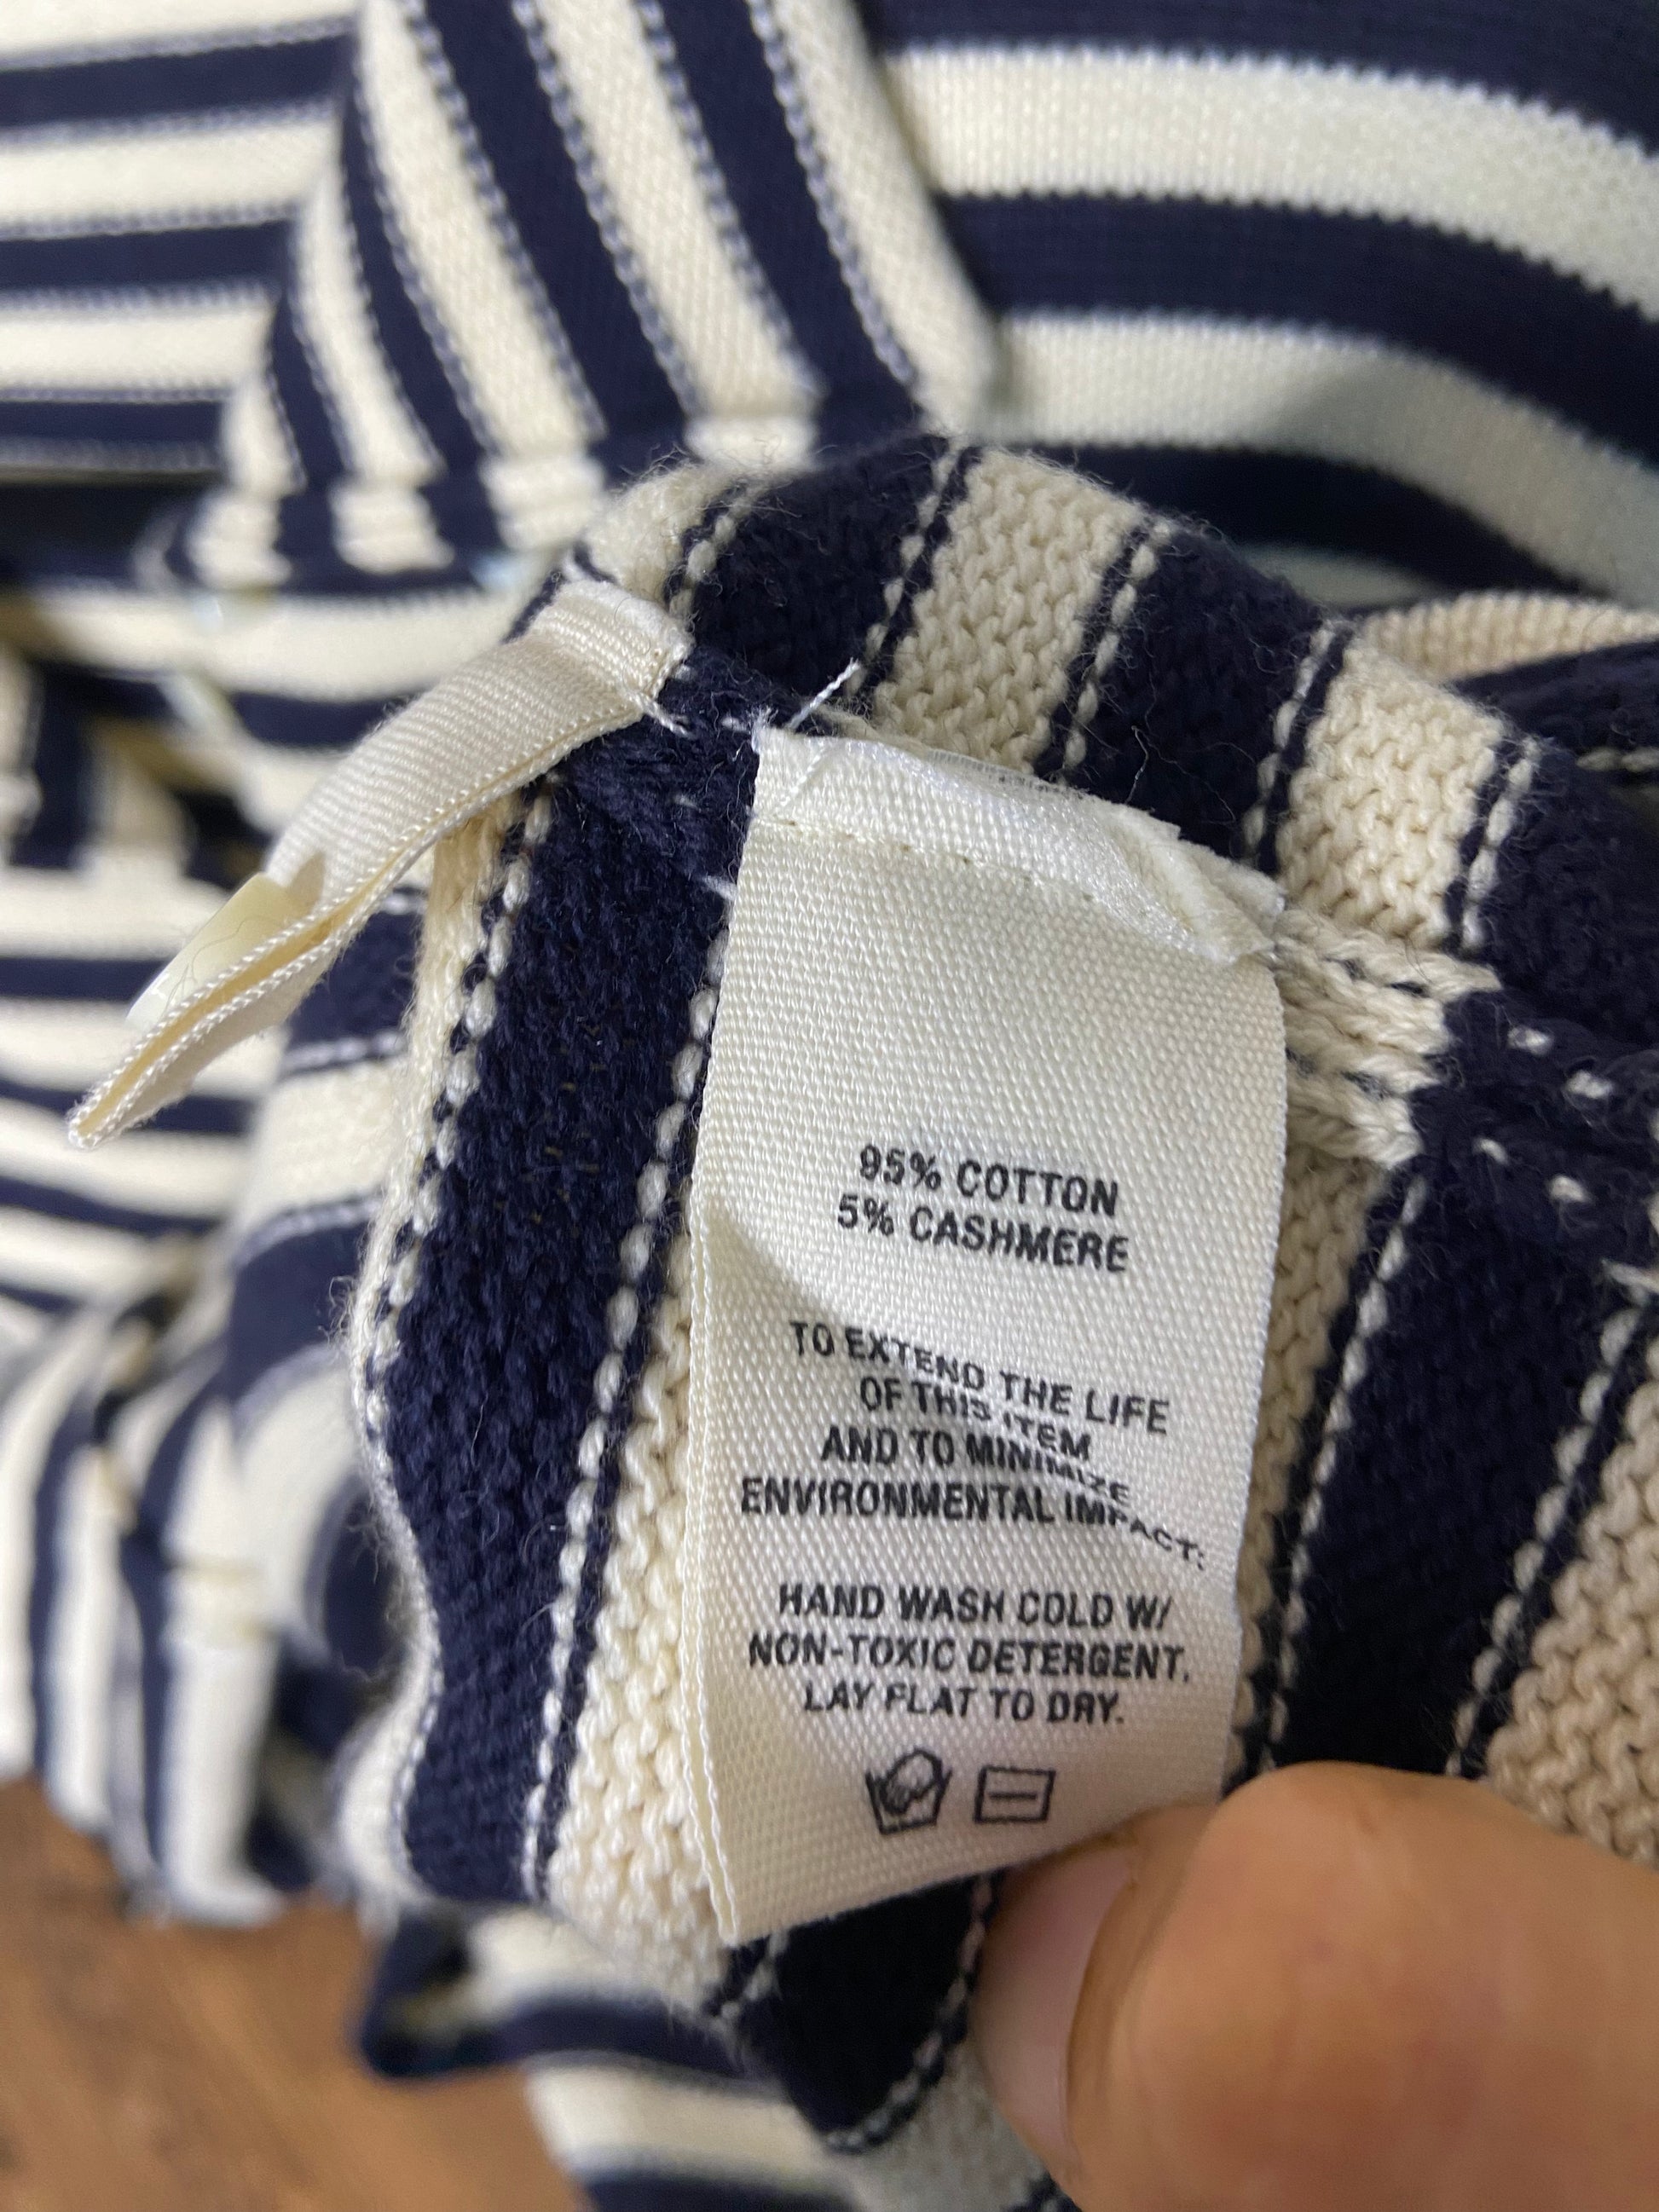 95% COTTON
5% CASHMERE
TO EXTEND THE LIFE
OF THIS ITEM
AND TO MINIMIZE
ENVIRONMENTAL IMPACT:
HAND WASH COLD W/
NON-TOXIC DETERGENT.
LAY FLAT TO DRY.